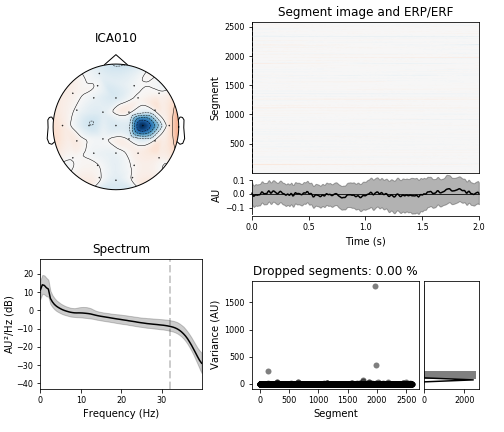 ICA010
Segment image and ERP/ERF
Segment
2500
2000
1500
1000
500
AU
0.1
0.0
−0.1
0.0 0.5 1.0 1.5 2.0
Time (s)
Spectrum
AU²/Hz (dB)
20
10
0
−10
−20
−30
−40
0 10 20 30
Frequency (Hz)
Dropped segments: 0.00 %
Variance (AU)
1500
1000
500
0
0 500 1000 1500 2000 2500
Segment
0 2000